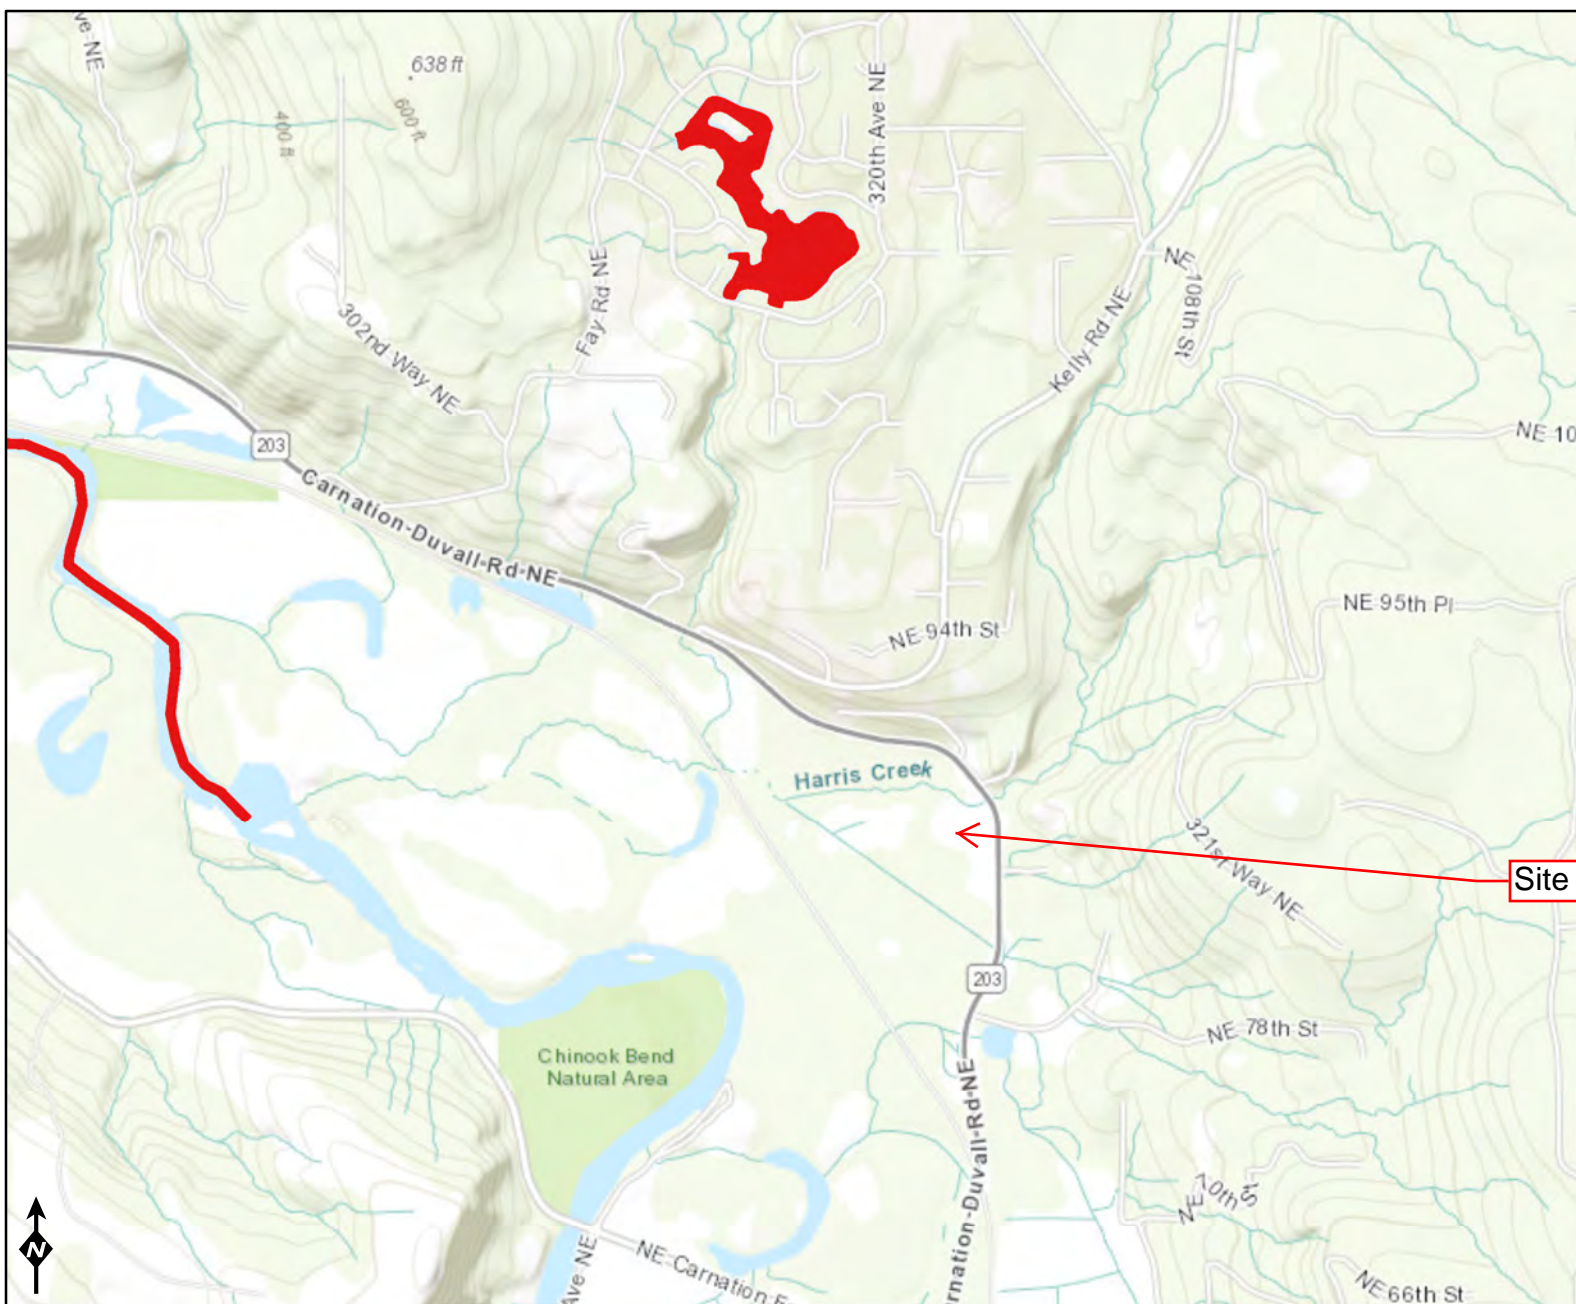 ve-NE
638 ft
600 ft
400 ft
320th Ave NE
NE-108th St
302nd Way NE
Fay Rd NE
Kelly-Rd-NE
203
NE-10
Carnation-Duvall-Rd-NE
NE 95th Pl
NE-94th St
Harris Creek
321st Way NE
Site
203
NE 78th St
Chinook Bend
Natural Area
NE 70th St
rnation-Duvall-Rd-NE
Ave NE
NE-Carnation F
NE 66th St
N